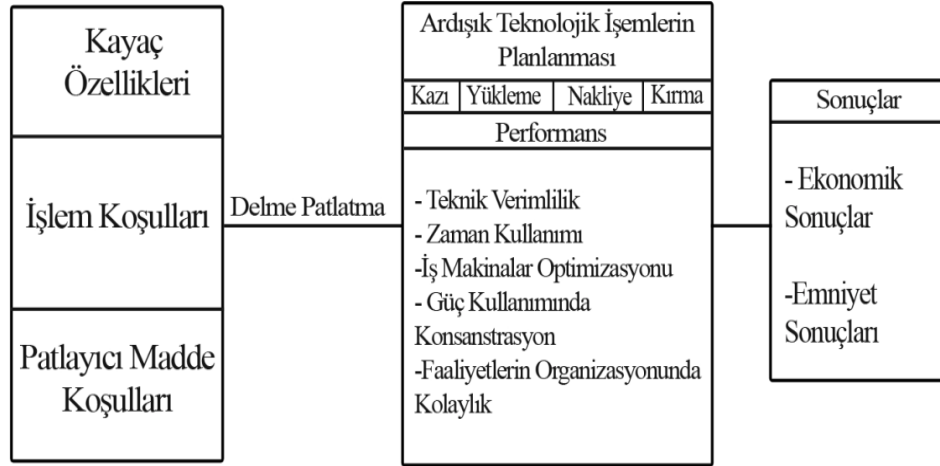 Kayaç
Özellikleri
İşlem Koşulları
Patlayıcı Madde
Koşulları
Delme Patlatma
Ardışık Teknolojik İşemlerin
Planlanması
Kazı Yükleme Nakliye Kırma
Performans
- Teknik Verimlilik
- Zaman Kullanımı
-İş Makinalar Optimizasyonu
- Güç Kullanımında
Konsanstrasyon
-Faaliyetlerin Organizasyonunda
Kolaylık
Sonuçlar
- Ekonomik
Sonuçlar
-Emniyet
Sonuçları